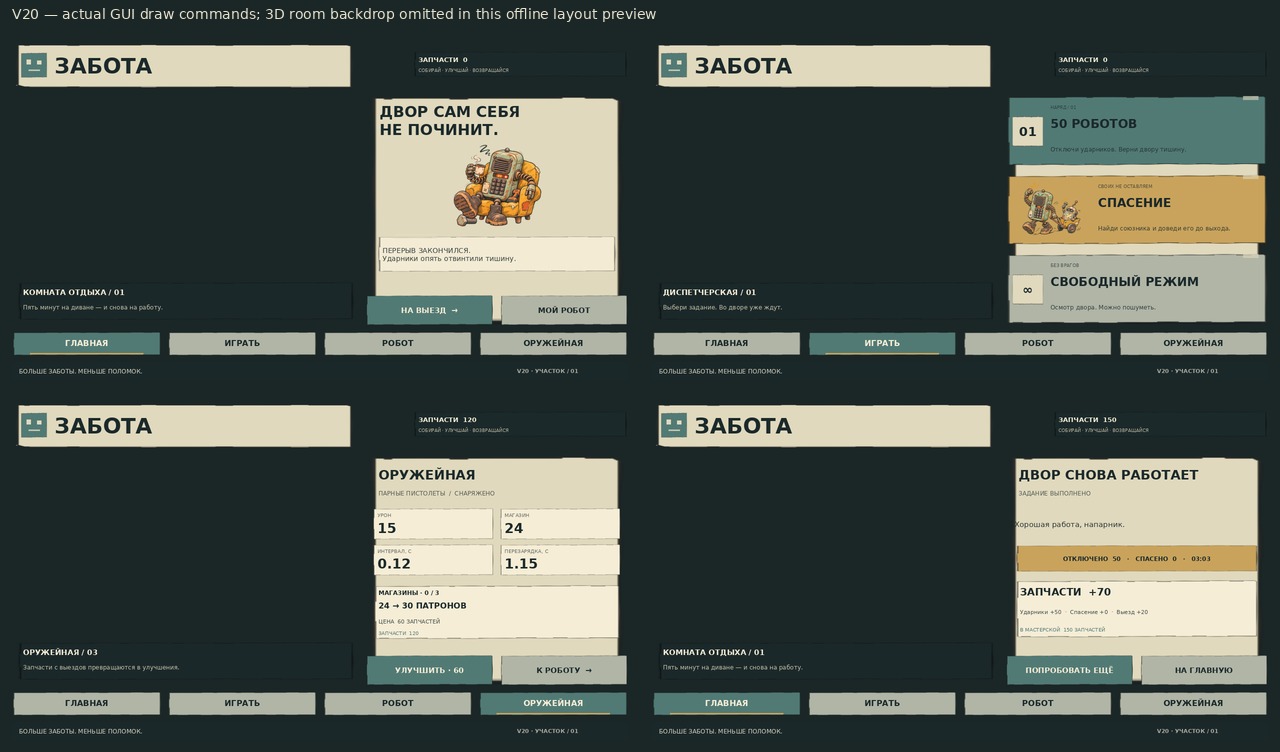 V20 — actual GUI draw commands; 3D room backdrop omitted in this offline layout preview
ЗАБОТА
ЗАПЧАСТИ 0
СОБИРАЙ · УЛУЧШАЙ · ВОЗВРАЩАЙСЯ
ДВОР САМ СЕБЯ
НЕ ПОЧИНИТ.
ПЕРЕРЫВ ЗАКОНЧИЛСЯ.
Ударники опять отвинтили тишину.
КОМНАТА ОТДЫХА / 01
Пять минут на диване — и снова на работу.
НА ВЫЕЗД →
МОЙ РОБОТ
ГЛАВНАЯ
ИГРАТЬ
РОБОТ
ОРУЖЕЙНАЯ
БОЛЬШЕ ЗАБОТЫ. МЕНЬШЕ ПОЛОМОК.
V20 · УЧАСТОК / 01
ЗАБОТА
ЗАПЧАСТИ 0
СОБИРАЙ · УЛУЧШАЙ · ВОЗВРАЩАЙСЯ
НАРЯД / 01
01
50 РОБОТОВ
Отключи ударников. Верни двору тишину.
СВОИХ НЕ ОСТАВЛЯЕМ
СПАСЕНИЕ
Найди союзника и доведи его до выхода.
БЕЗ ВРАГОВ
∞
СВОБОДНЫЙ РЕЖИМ
Осмотр двора. Можно пошуметь.
ДИСПЕТЧЕРСКАЯ / 01
Выбери задание. Во дворе уже ждут.
ГЛАВНАЯ
ИГРАТЬ
РОБОТ
ОРУЖЕЙНАЯ
БОЛЬШЕ ЗАБОТЫ. МЕНЬШЕ ПОЛОМОК.
V20 · УЧАСТОК / 01
ЗАБОТА
ЗАПЧАСТИ 120
СОБИРАЙ · УЛУЧШАЙ · ВОЗВРАЩАЙСЯ
ОРУЖЕЙНАЯ
ПАРНЫЕ ПИСТОЛЕТЫ / СНАРЯЖЕНО
УРОН
15
МАГАЗИН
24
ИНТЕРВАЛ, С
0.12
ПЕРЕЗАРЯДКА, С
1.15
МАГАЗИНЫ · 0 / 3
24 → 30 ПАТРОНОВ
ЦЕНА 60 ЗАПЧАСТЕЙ
ЗАПЧАСТИ 120
ОРУЖЕЙНАЯ / 03
Запчасти с выездов превращаются в улучшения.
УЛУЧШИТЬ · 60
К РОБОТУ →
ГЛАВНАЯ
ИГРАТЬ
РОБОТ
ОРУЖЕЙНАЯ
БОЛЬШЕ ЗАБОТЫ. МЕНЬШЕ ПОЛОМОК.
V20 · УЧАСТОК / 01
ЗАБОТА
ЗАПЧАСТИ 150
СОБИРАЙ · УЛУЧШАЙ · ВОЗВРАЩАЙСЯ
ДВОР СНОВА РАБОТАЕТ
ЗАДАНИЕ ВЫПОЛНЕНО
Хорошая работа, напарник.
ОТКЛЮЧЕНО 50 · СПАСЕНО 0 · 03:03
ЗАПЧАСТИ +70
Ударники +50 · Спасение +0 · Выезд +20
В МАСТЕРСКОЙ 150 ЗАПЧАСТЕЙ
КОМНАТА ОТДЫХА / 01
Пять минут на диване — и снова на работу.
ПОПРОБОВАТЬ ЕЩЁ
НА ГЛАВНУЮ
ГЛАВНАЯ
ИГРАТЬ
РОБОТ
ОРУЖЕЙНАЯ
БОЛЬШЕ ЗАБОТЫ. МЕНЬШЕ ПОЛОМОК.
V20 · УЧАСТОК / 01